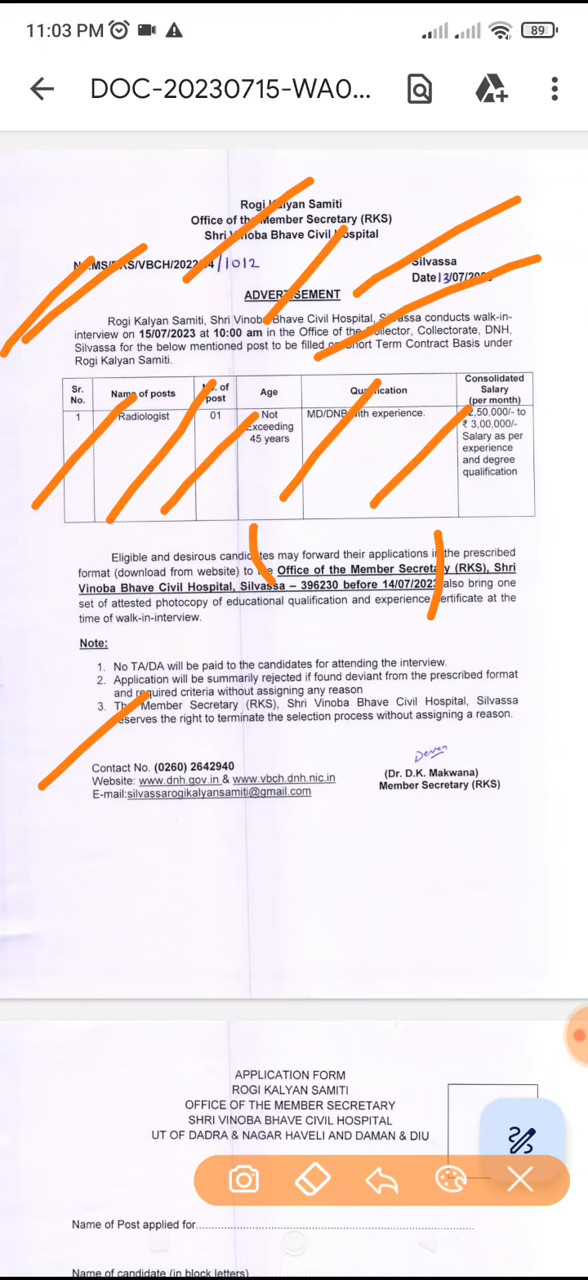 11:03 PM
89
DOC-20230715-WA0...
Rogi Kalyan Samiti
Office of the Member Secretary (RKS)
Shri Vinoba Bhave Civil Hospital
/1012
Silvassa
Date 13/07/
ADVERTISEMENT
Rogi Kalyan Samiti, Shri Vinoba Bhave Civil Hospital, Silvassa conducts walk-in-
interview on 15/07/2023 at 10:00 am in the Office of the Collector, Collectorate, DNH,
Silvassa for the below mentioned post to be filled on Short Term Contract Basis under
Rogi Kalyan Samiti.
Sr. No. Name of posts No. of post Age Qualification Consolidated Salary (per month)
1 Radiologist 01 Not Exceeding 45 years MD/DNB with experience. 2,50,000/- to ₹ 3,00,000/- Salary as per experience and degree qualification
Eligible and desirous candidates may forward their applications in the prescribed
format (download from website) to the Office of the Member Secretary (RKS), Shri
Vinoba Bhave Civil Hospital, Silvassa – 396230 before 14/07/2023 also bring one
set of attested photocopy of educational qualification and experience certificate at the
time of walk-in-interview.
Note:
1. No TA/DA will be paid to the candidates for attending the interview.
2. Application will be summarily rejected if found deviant from the prescribed format
and required criteria without assigning any reason
3. The Member Secretary (RKS), Shri Vinoba Bhave Civil Hospital, Silvassa
reserves the right to terminate the selection process without assigning a reason.
Contact No. (0260) 2642940
Website: www.dnh.gov.in & www.vbch.dnh.nic.in
E-mail:silvassarogikalyansamiti@gmail.com
(Dr. D.K. Makwana)
Member Secretary (RKS)
APPLICATION FORM
ROGI KALYAN SAMITI
OFFICE OF THE MEMBER SECRETARY
SHRI VINOBA BHAVE CIVIL HOSPITAL
UT OF DADRA & NAGAR HAVELI AND DAMAN & DIU
Name of Post applied for
Name of candidate (in block letters)